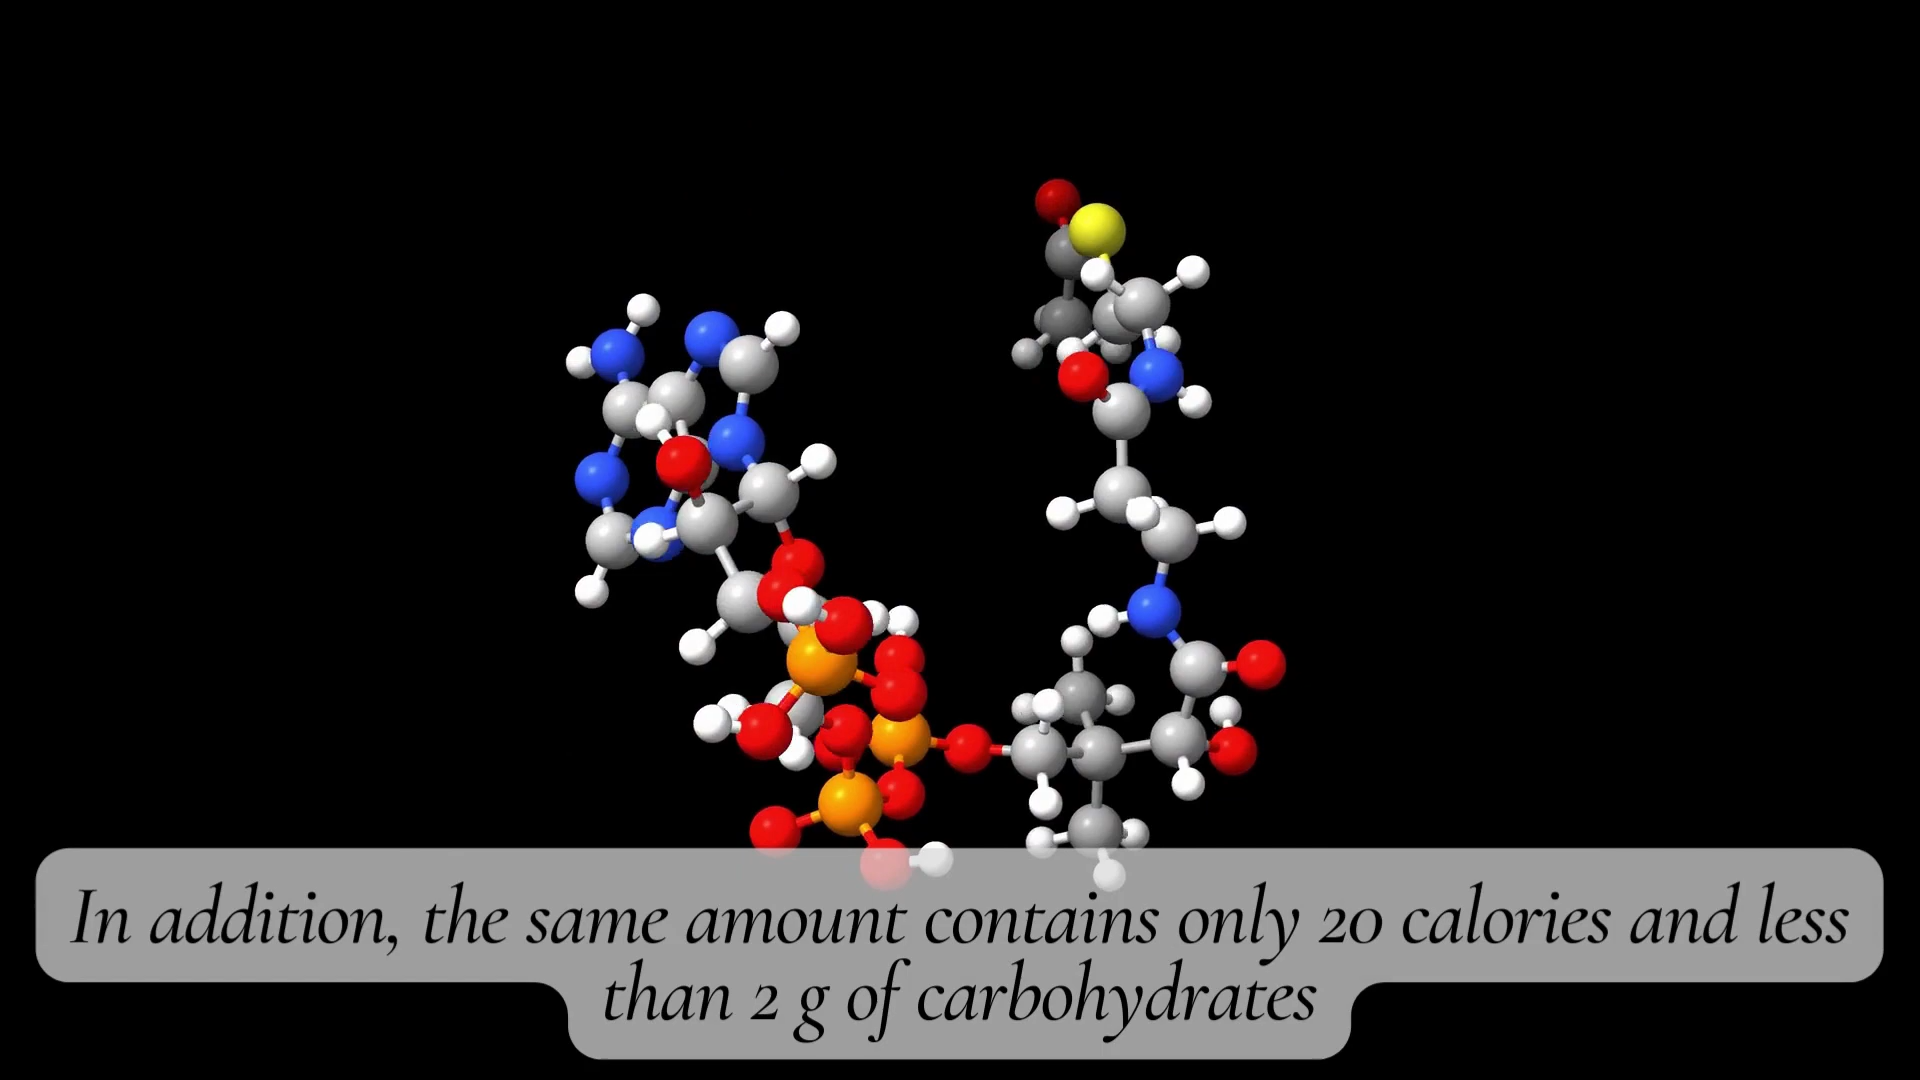 In addition, the same amount contains only 20 calories and less
than 2 g of carbohydrates